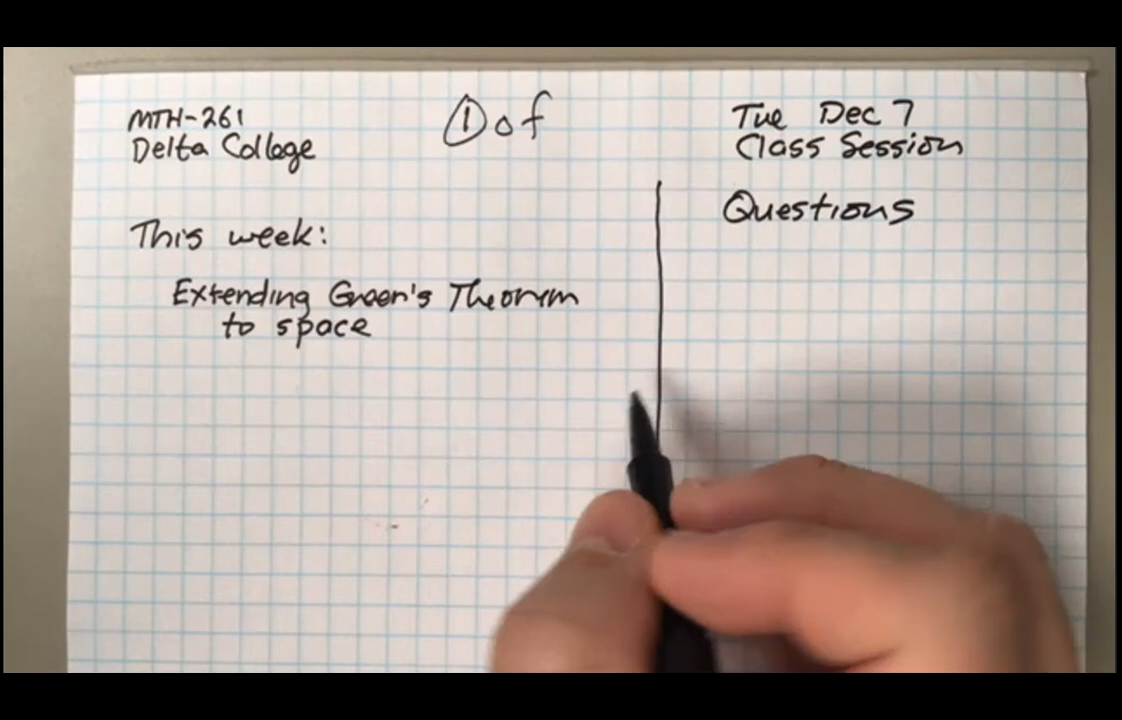 MTH-261
Delta College
① of
Tue Dec 7
Class Session
This week:
Extending Green's Theorem
to space
Questions